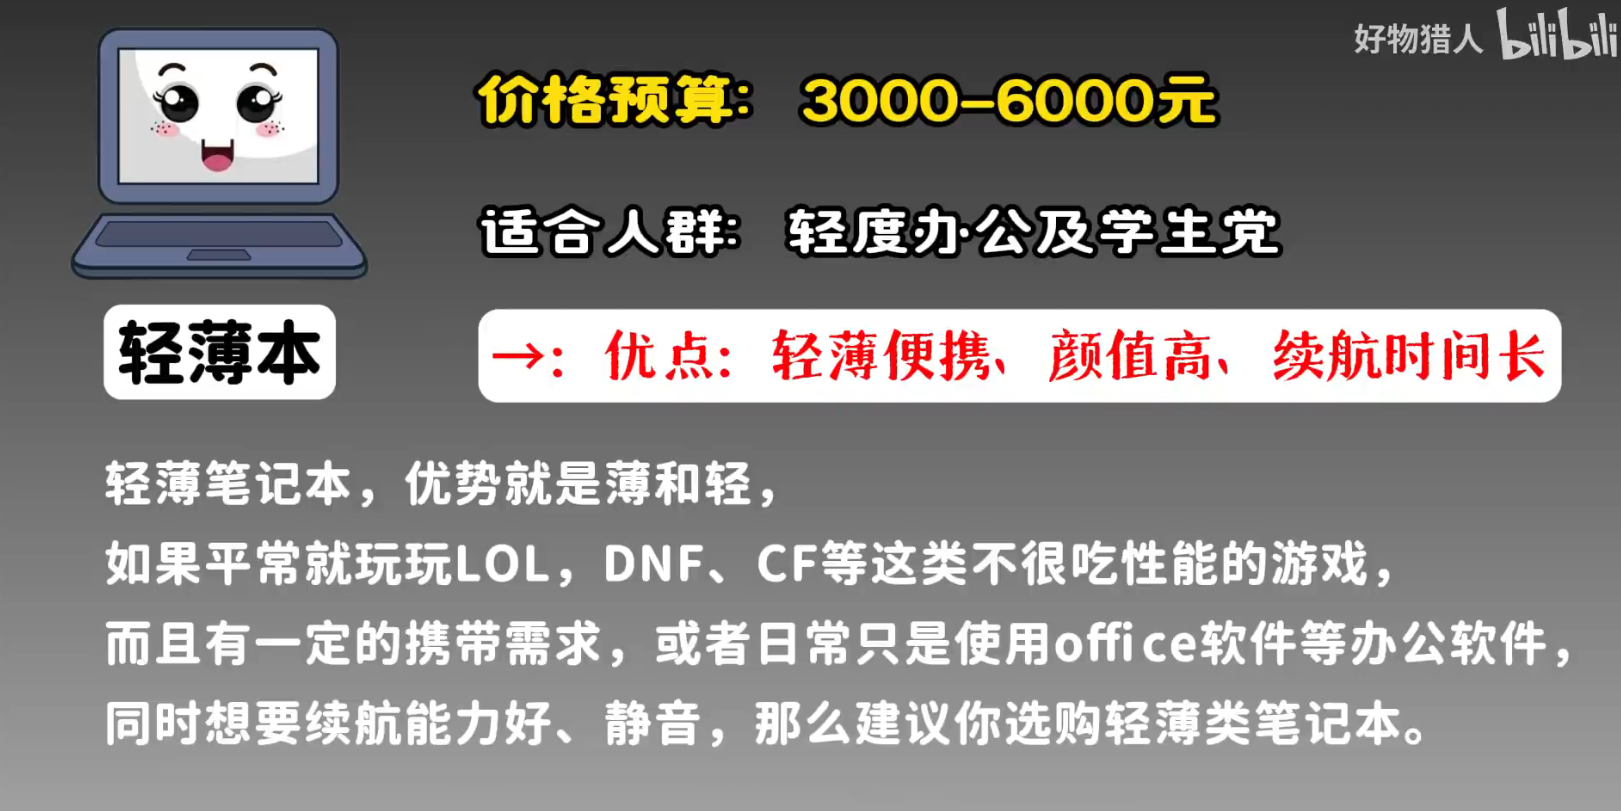 好物猎人 bilibili
价格预算： 3000-6000元
适合人群： 轻度办公及学生党
轻薄本
→：优点：轻薄便携、颜值高、续航时间长
轻薄笔记本，优势就是薄和轻，
如果平常就玩玩LOL，DNF、CF等这类不很吃性能的游戏，
而且有一定的携带需求，或者日常只是使用office软件等办公软件，
同时想要续航能力好、静音，那么建议你选购轻薄类笔记本。